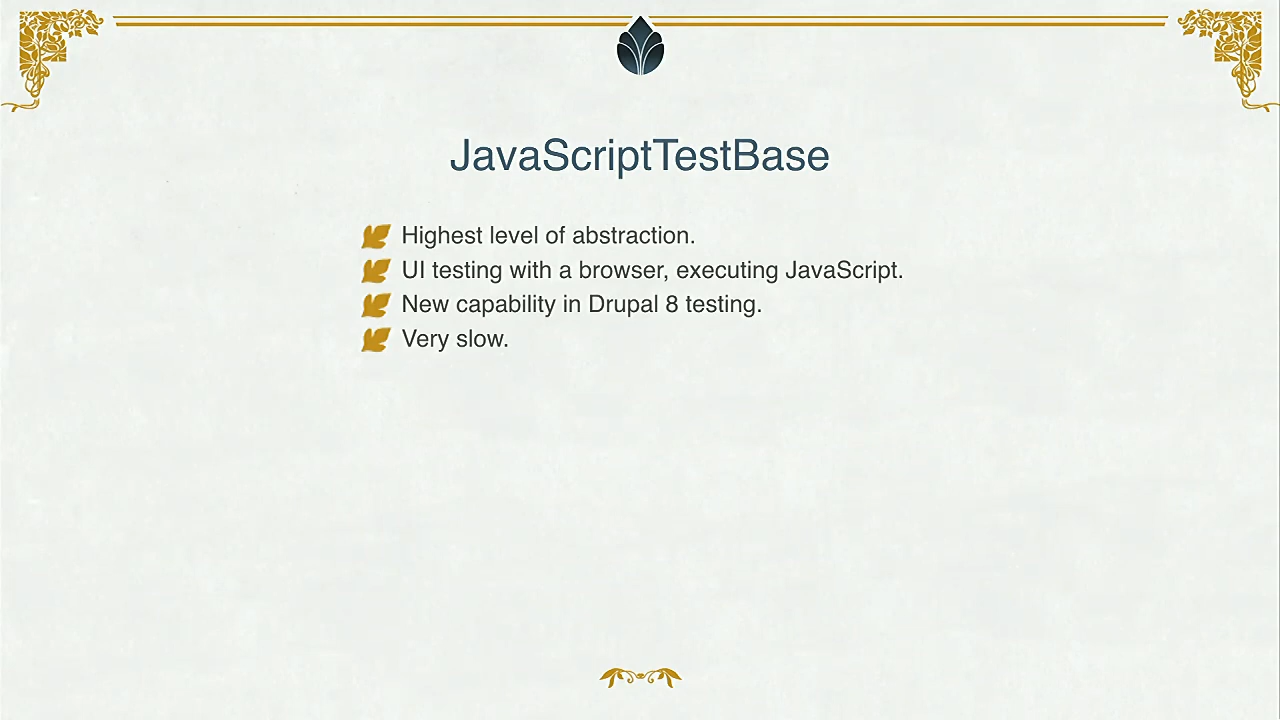 JavaScriptTestBase
Highest level of abstraction.
UI testing with a browser, executing JavaScript.
New capability in Drupal 8 testing.
Very slow.